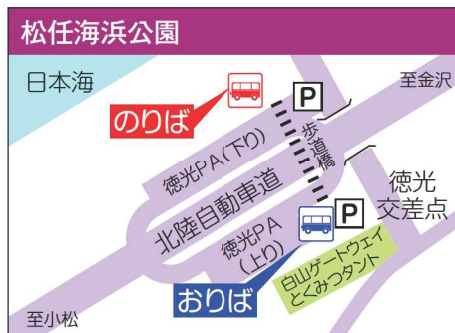 松任海浜公園
日本海
至金沢
のりば
P
徳光PA(下り)
歩道橋
北陸自動車道
徳光
交差点
徳光PA
(上り)
P
白山ゲートウェイ
とくみつタント
おりば
至小松